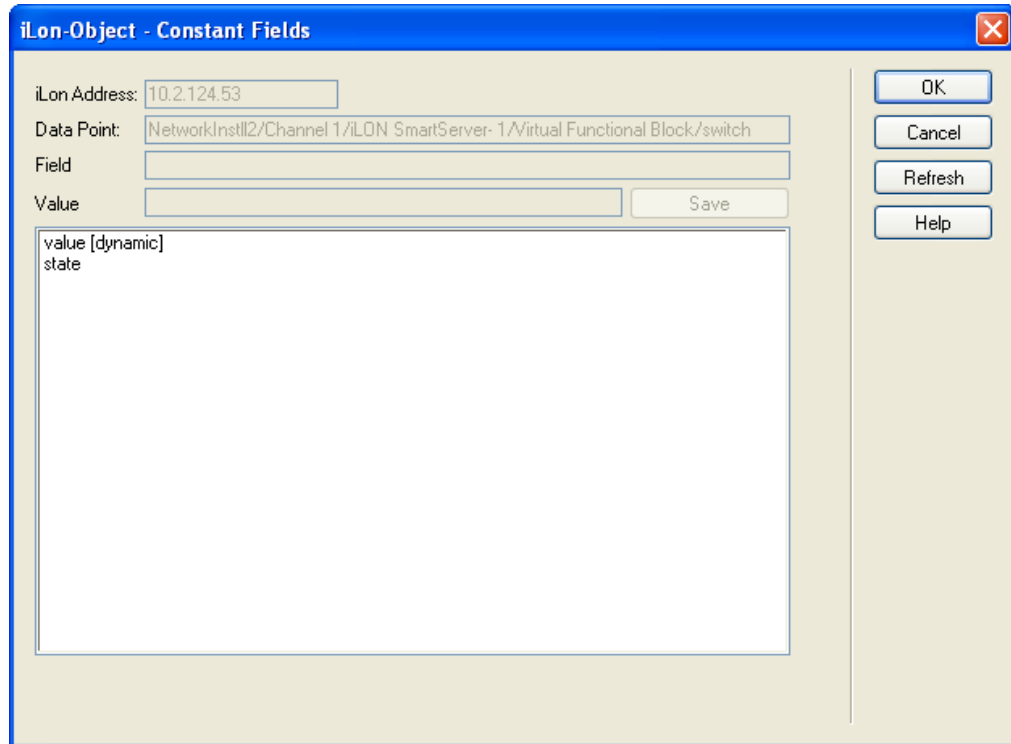 iLon-Object - Constant Fields
iLon Address: 10.2.124.53
Data Point: NetworkInstll2/Channel 1/iLON SmartServer- 1/Virtual Functional Block/switch
Field
Value Save
value [dynamic]
state
OK
Cancel
Refresh
Help